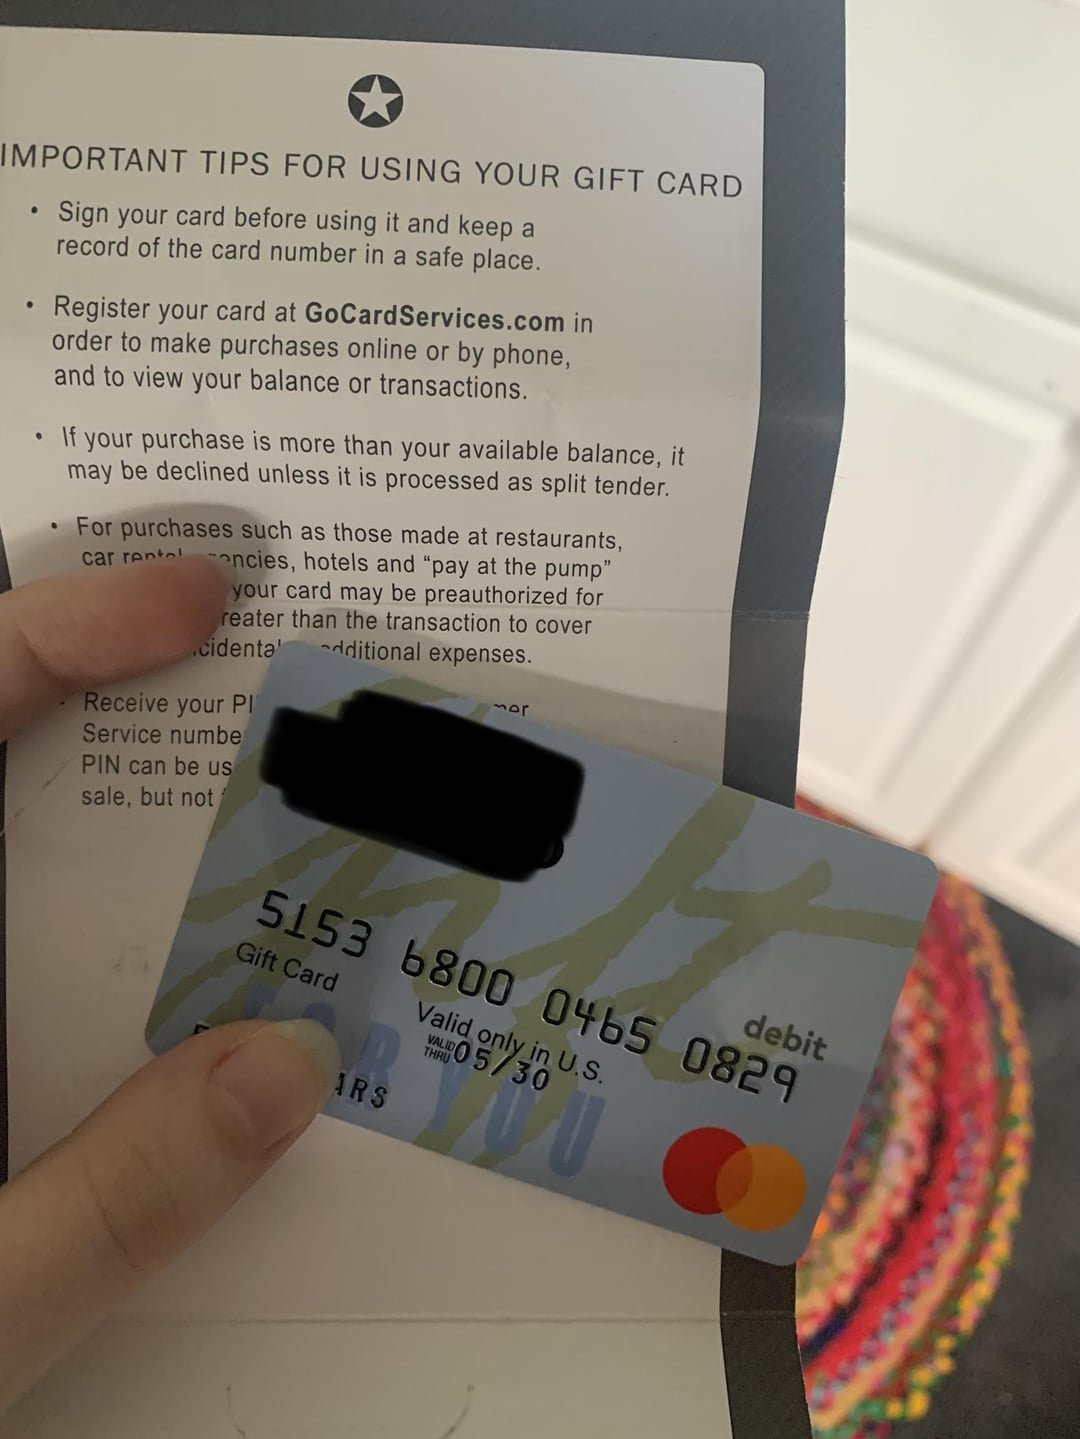 IMPORTANT TIPS FOR USING YOUR GIFT CARD
• Sign your card before using it and keep a
record of the card number in a safe place.
• Register your card at GoCardServices.com in
order to make purchases online or by phone,
and to view your balance or transactions.
• If your purchase is more than your available balance, it
may be declined unless it is processed as split tender.
• For purchases such as those made at restaurants,
car rental agencies, hotels and “pay at the pump”
your card may be preauthorized for
greater than the transaction to cover
additional expenses.
Receive your
Service
PIN can be
sale, but not
5153 6800 0465 0829
Gift Card
debit
Valid only in U.S.
VALID
THRU 05/30
FOR YOU